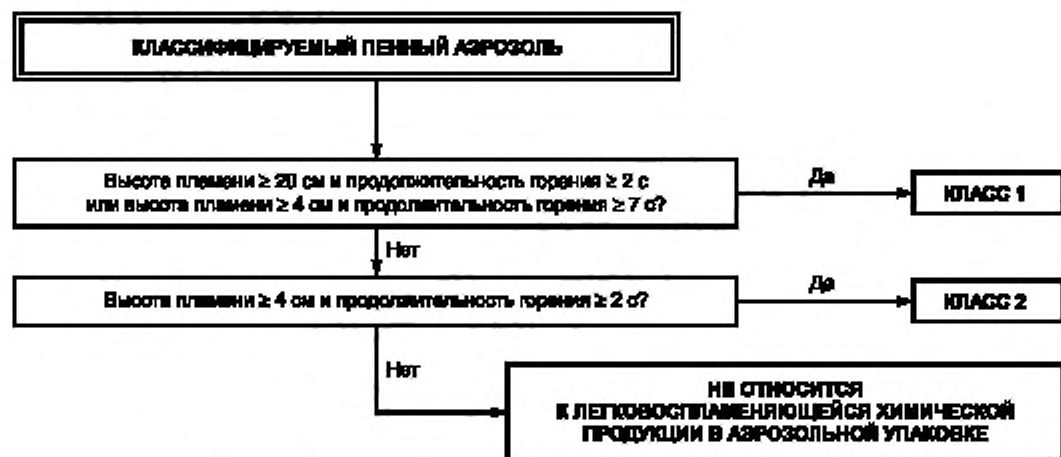 КЛАССИФИЦИРУЕМЫЙ ПЕННЫЙ АЭРОЗОЛЬ
Высота пламени ≥ 20 см и продолжительность горения ≥ 2 с
или высота пламени ≥ 4 см и продолжительность горения ≥ 7 с?
Да
КЛАСС 1
Нет
Высота пламени ≥ 4 см и продолжительность горения ≥ 2 с?
Да
КЛАСС 2
Нет
НЕ ОТНОСИТСЯ
К ЛЕГКОВОСПЛАМЕНЯЮЩЕЙСЯ ХИМИЧЕСКОЙ
ПРОДУКЦИИ В АЭРОЗОЛЬНОЙ УПАКОВКЕ